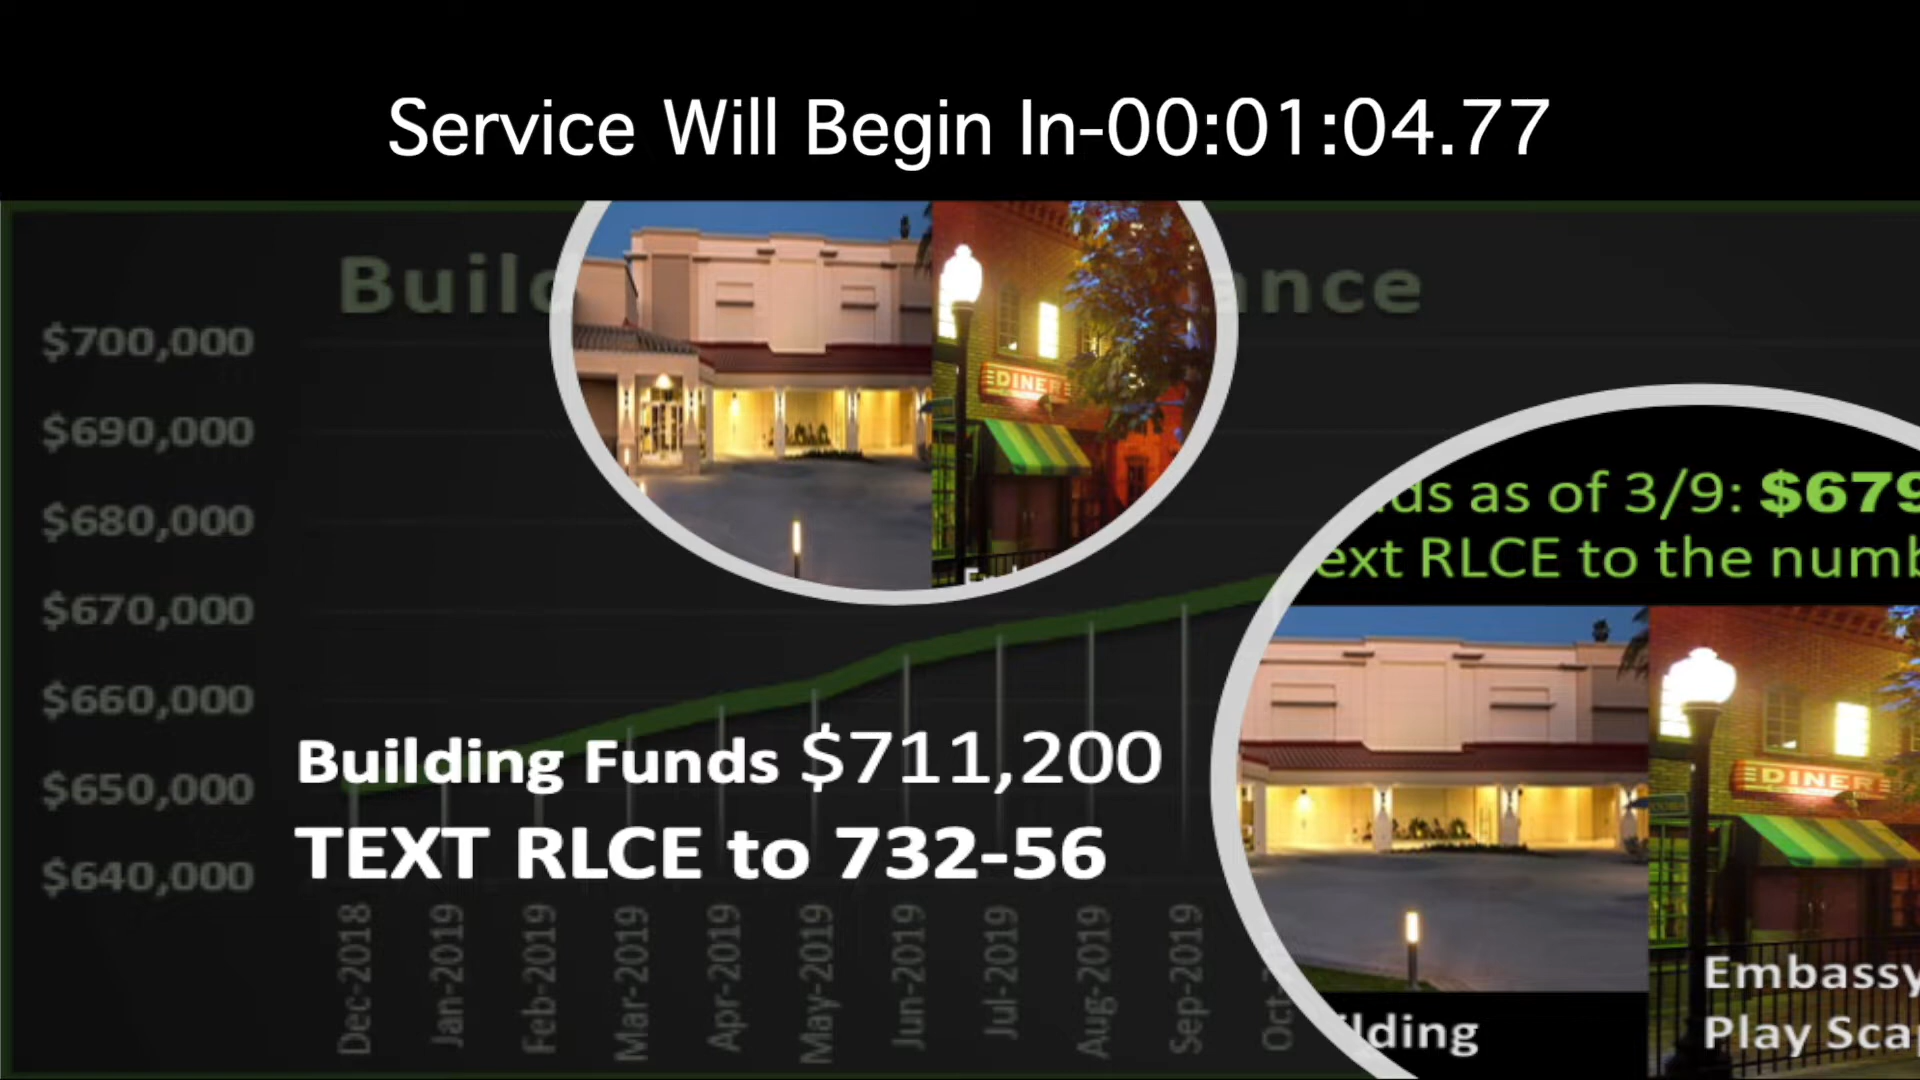 Service Will Begin In-00:01:04.77
Build ance
$700,000
$690,000
$680,000
$670,000
$660,000
$650,000
$640,000
DINER
ds as of 3/9: $679
ext RLCE to the numb
Building Funds $711,200
TEXT RLCE to 732-56
DINER
Embassy
Play Sca
lding
Dec-2018
Jan-2019
Feb-2019
Mar-2019
Apr-2019
May-2019
Jun-2019
Jul-2019
Aug-2019
Sep-2019
Oct-